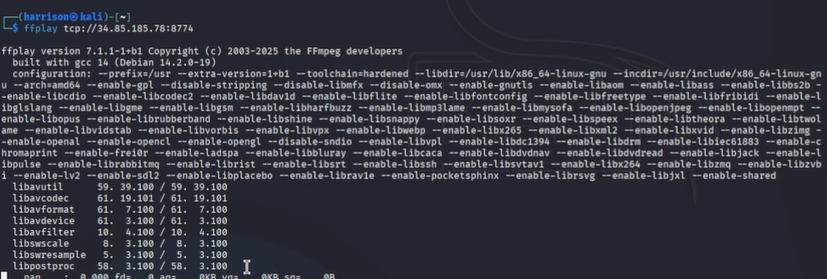 (harrison㉿kali)-[~]
$ ffplay tcp://34.85.185.78:8774
ffplay version 7.1.1-1+b1 Copyright (c) 2003-2025 the FFmpeg developers
built with gcc 14 (Debian 14.2.0-19)
configuration: --prefix=/usr --extra-version=1+b1 --toolchain=hardened --libdir=/usr/lib/x86_64-linux-gnu --incdir=/usr/include/x86_64-linux-gn
u --arch=amd64 --enable-gpl --disable-stripping --disable-libmfx --disable-omx --enable-gnutls --enable-libaom --enable-libass --enable-libbs2b -
-enable-libcdio --enable-libcodec2 --enable-libdav1d --enable-libflite --enable-libfontconfig --enable-libfreetype --enable-libfribidi --enable-l
ibglslang --enable-libgme --enable-libgsm --enable-libharfbuzz --enable-libmp3lame --enable-libmysofa --enable-libopenjpeg --enable-libopenmpt --
enable-libopus --enable-librubberband --enable-libshine --enable-libsnappy --enable-libsoxr --enable-libspeex --enable-libtheora --enable-libtwol
ame --enable-libvidstab --enable-libvorbis --enable-libvpx --enable-libwebp --enable-libx265 --enable-libxml2 --enable-libxvid --enable-libzimg -
-enable-openal --enable-opencl --enable-opengl --disable-sndio --enable-libvpl --enable-libdc1394 --enable-libdrm --enable-libiec61883 --enable-c
hromaprint --enable-frei0r --enable-ladspa --enable-libbluray --enable-libcaca --enable-libdvdnav --enable-libdvdread --enable-libjack --enable-l
ibpulse --enable-librabbitmq --enable-librist --enable-libsrt --enable-libssh --enable-libsvtav1 --enable-libx264 --enable-libzmq --enable-libzvb
i --enable-lv2 --enable-sdl2 --enable-libplacebo --enable-librav1e --enable-pocketsphinx --enable-librsvg --enable-libjxl --enable-shared
libavutil 59. 39.100 / 59. 39.100
libavcodec 61. 19.101 / 61. 19.101
libavformat 61. 7.100 / 61. 7.100
libavdevice 61. 3.100 / 61. 3.100
libavfilter 10. 4.100 / 10. 4.100
libswscale 8. 3.100 / 8. 3.100
libswresample 5. 3.100 / 5. 3.100
libpostproc 58. 3.100 / 58. 3.100
nan : 0.000 fd= 0 aq= 0KB vq= 0KB sq= 0B